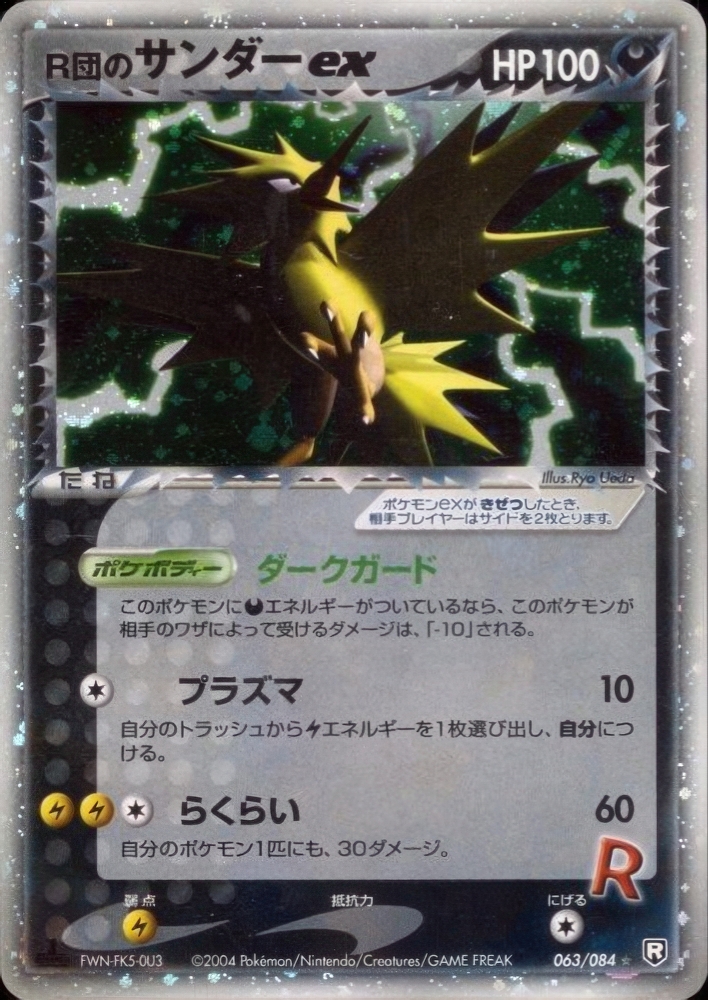 R団のサンダーex HP100
たね
Illus.Ryo Ueda
ポケモンexが きぜつしたとき、
相手プレイヤーはサイドを2枚とります。
ポケボディー ダークガード
このポケモンにエネルギーがついているなら、このポケモンが
相手のワザによって受けるダメージは、「-10」される。
プラズマ 10
自分のトラッシュからエネルギーを1枚選び出し、自分につ
ける。
らくらい 60
自分のポケモン1匹にも、30ダメージ。
R
弱点 抵抗力 にげる
FWN-FK5-0U3 ©2004 Pokémon/Nintendo/Creatures/GAME FREAK 063/084 R